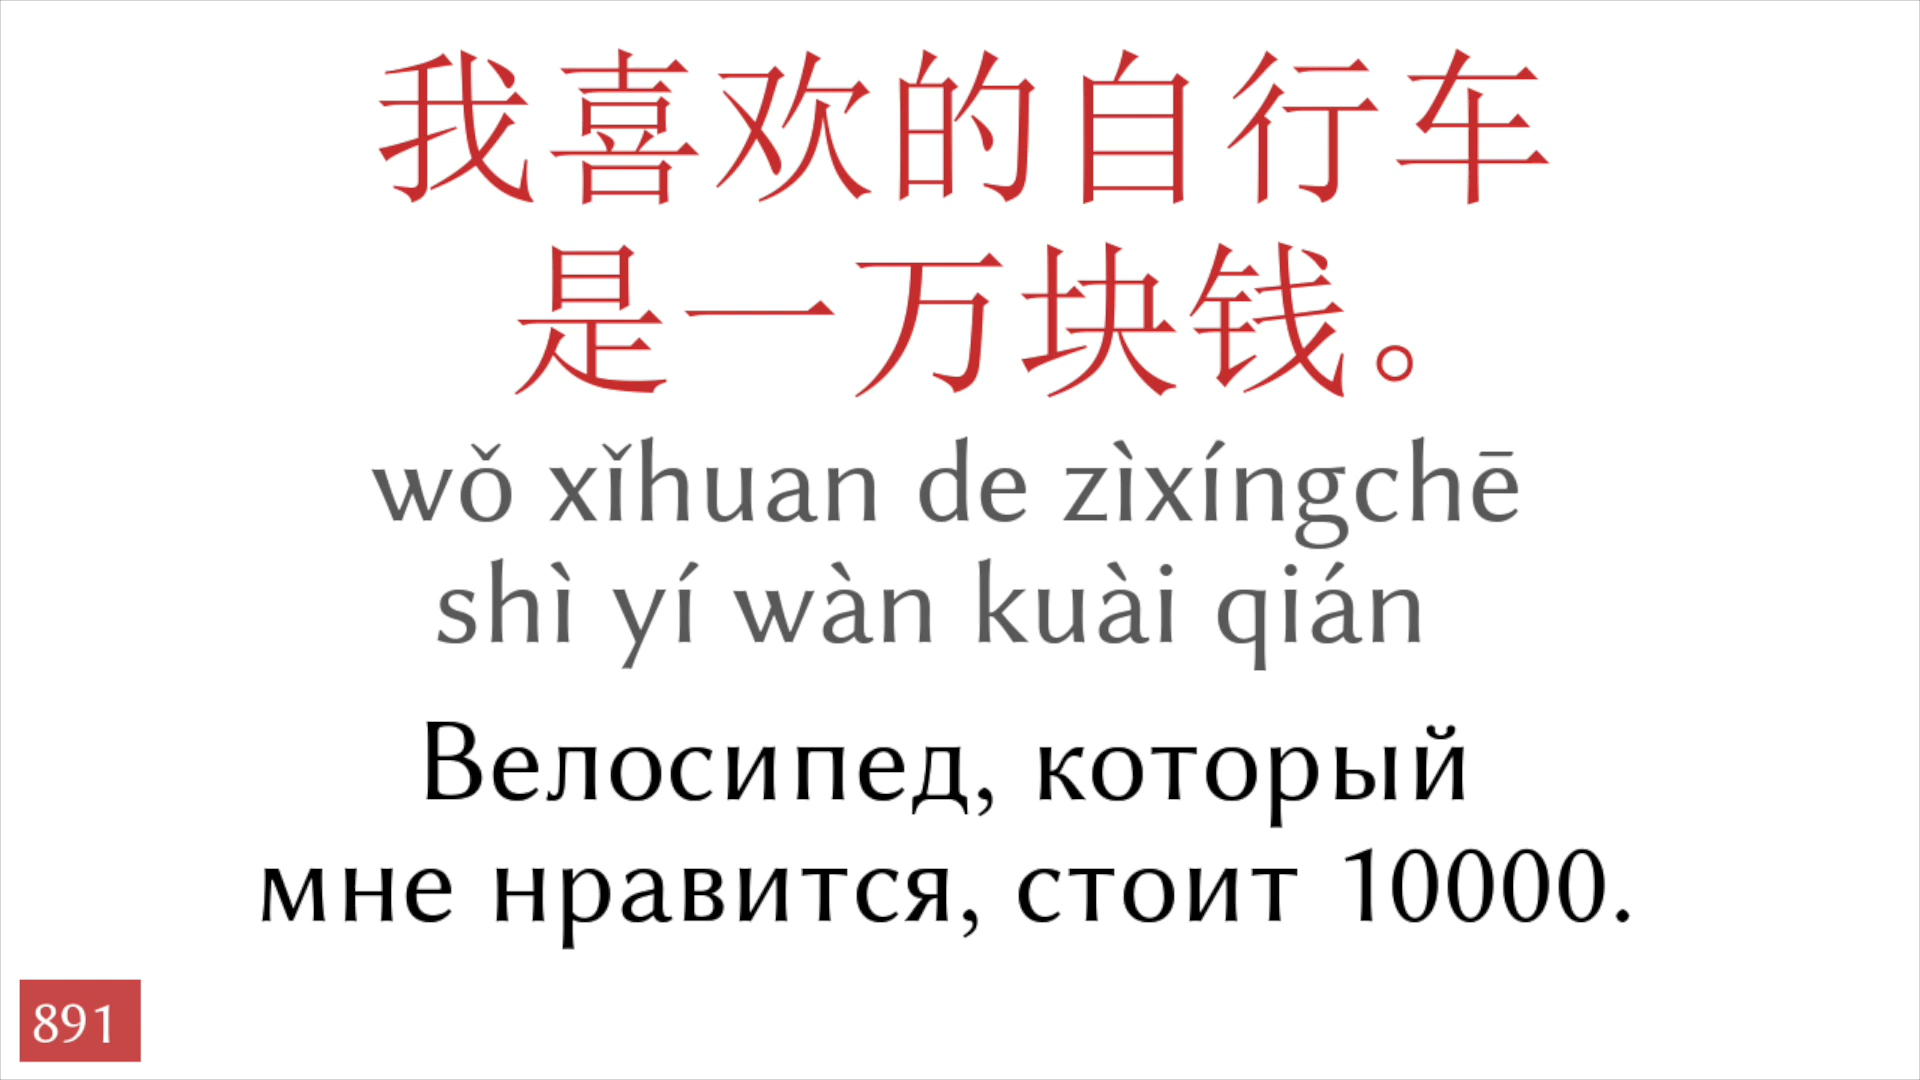 我喜欢的自行车
是一万块钱。
wǒ xǐhuan de zìxíngchē
shì yí wàn kuài qián
Велосипед, который
мне нравится, стоит 10000.
891